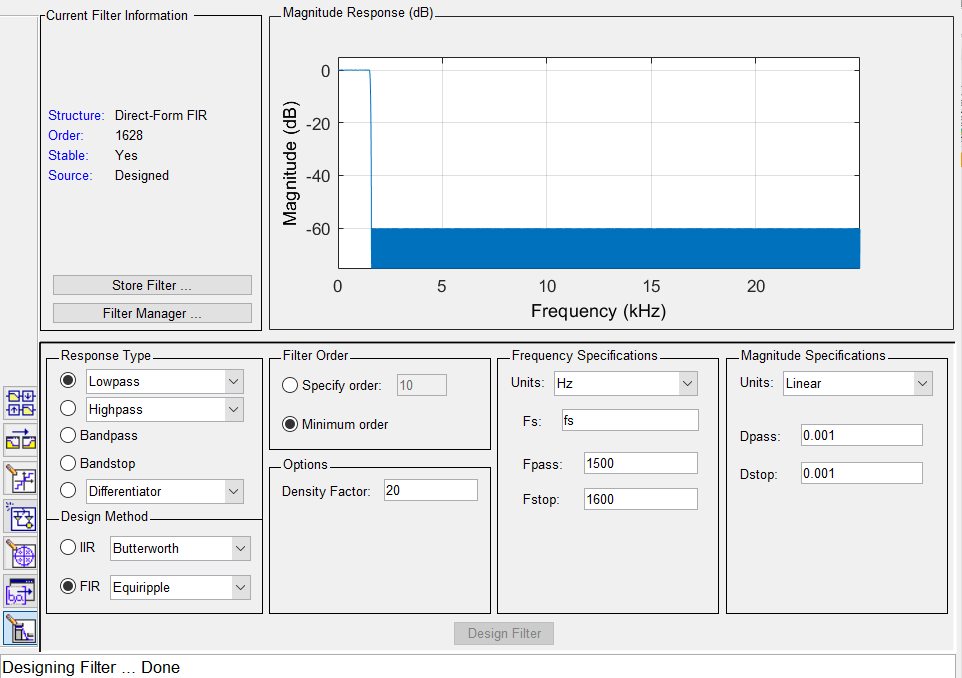 Current Filter Information
Structure: Direct-Form FIR
Order: 1628
Stable: Yes
Source: Designed
Store Filter ...
Filter Manager ...
Magnitude Response (dB)
0
-20
-40
-60
Magnitude (dB)
0 5 10 15 20
Frequency (kHz)
Response Type
Lowpass
Highpass
Bandpass
Bandstop
Differentiator
Design Method
IIR Butterworth
FIR Equiripple
Filter Order
Specify order: 10
Minimum order
Options
Density Factor: 20
Frequency Specifications
Units: Hz
Fs: fs
Fpass: 1500
Fstop: 1600
Magnitude Specifications
Units: Linear
Dpass: 0.001
Dstop: 0.001
Design Filter
Designing Filter ... Done